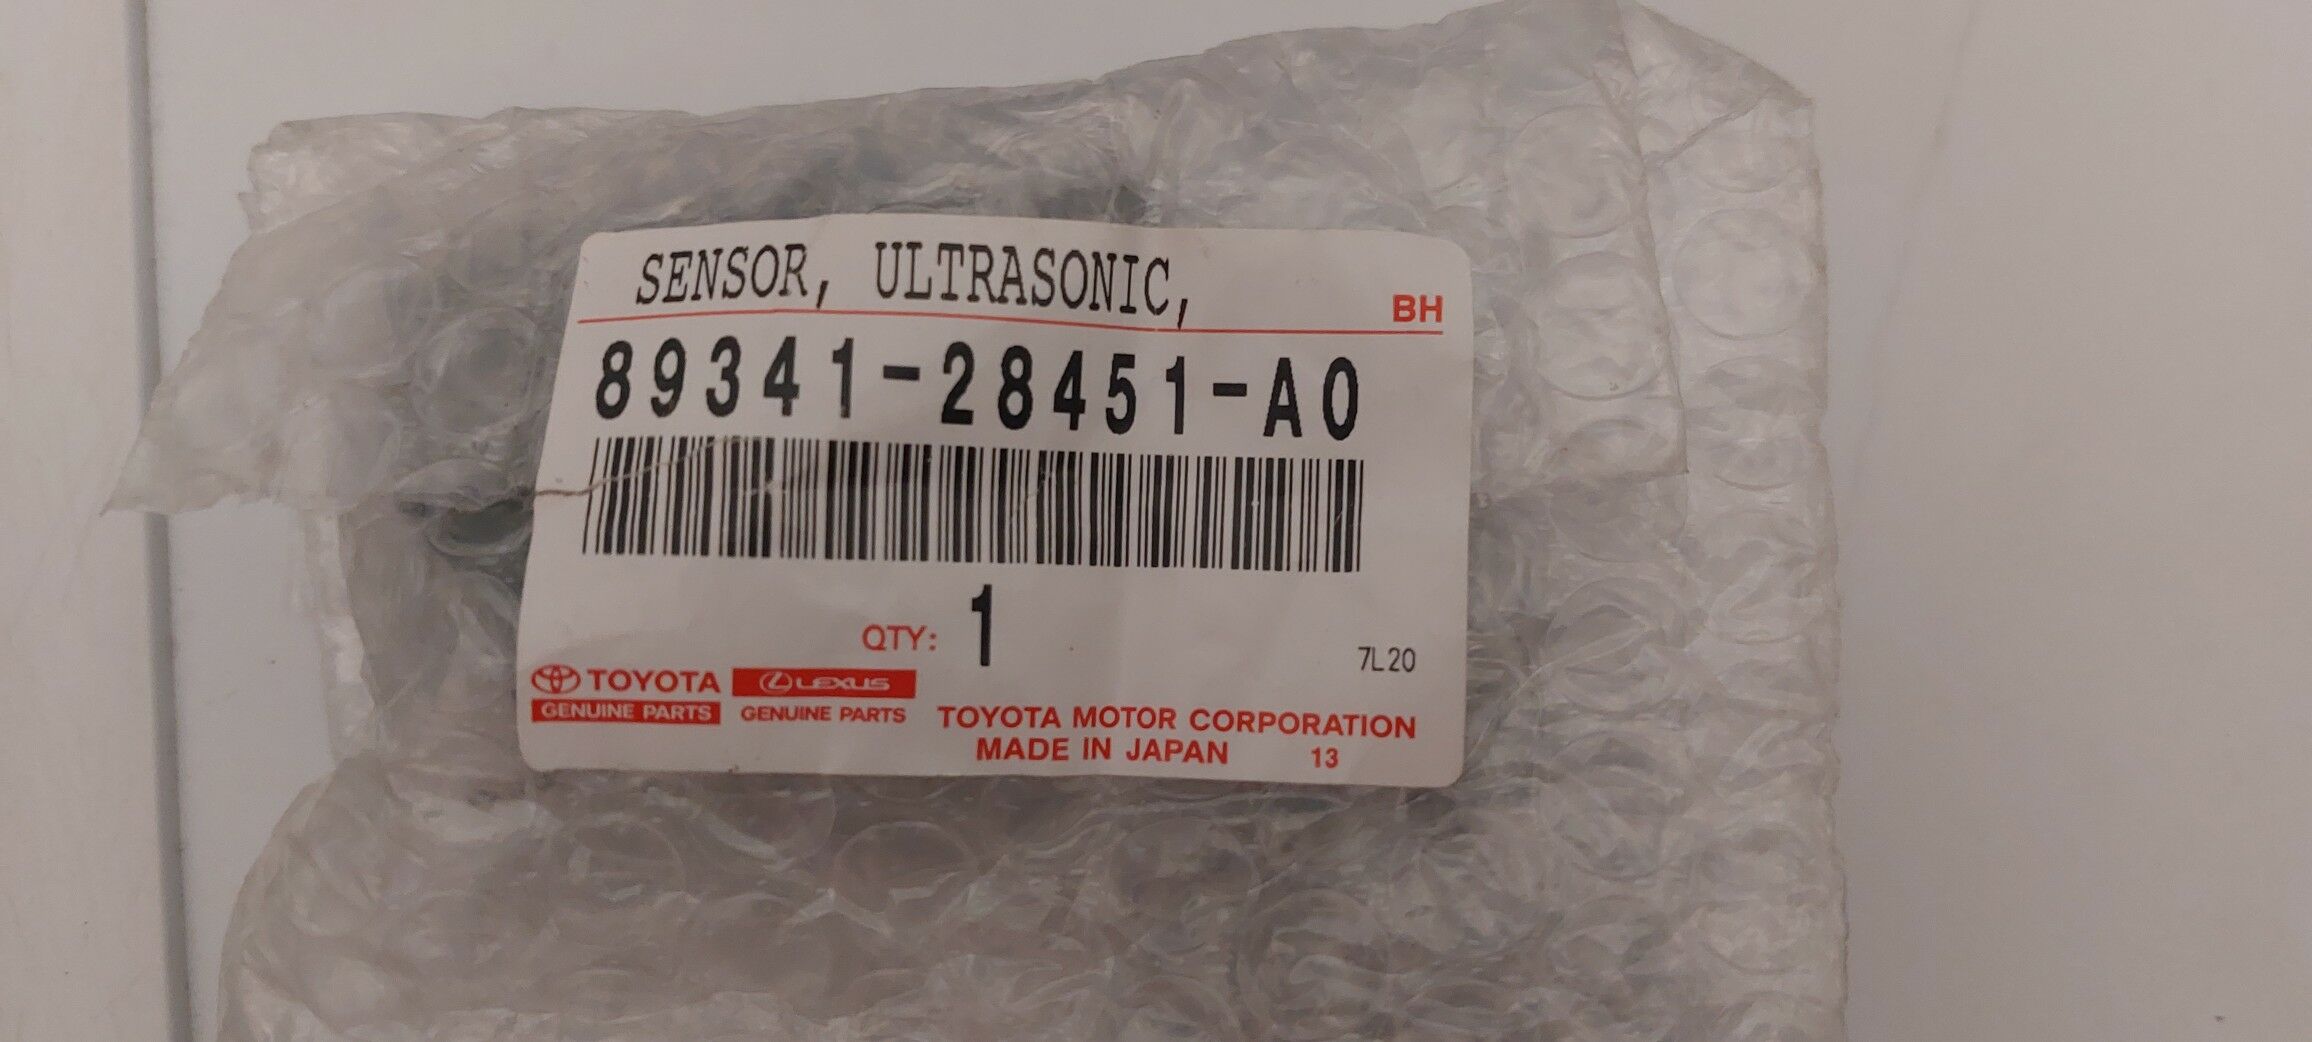 SENSOR, ULTRASONIC,
BH
89341-28451-A0
QTY: 1
7L20
TOYOTA
GENUINE PARTS
LEXUS
GENUINE PARTS
TOYOTA MOTOR CORPORATION
MADE IN JAPAN 13